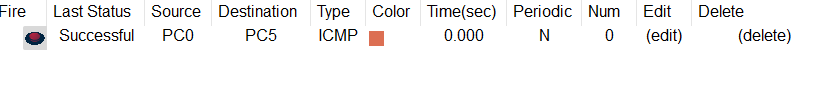 Fire Last Status Source Destination Type Color Time(sec) Periodic Num Edit Delete
Successful PC0 PC5 ICMP 0.000 N 0 (edit) (delete)